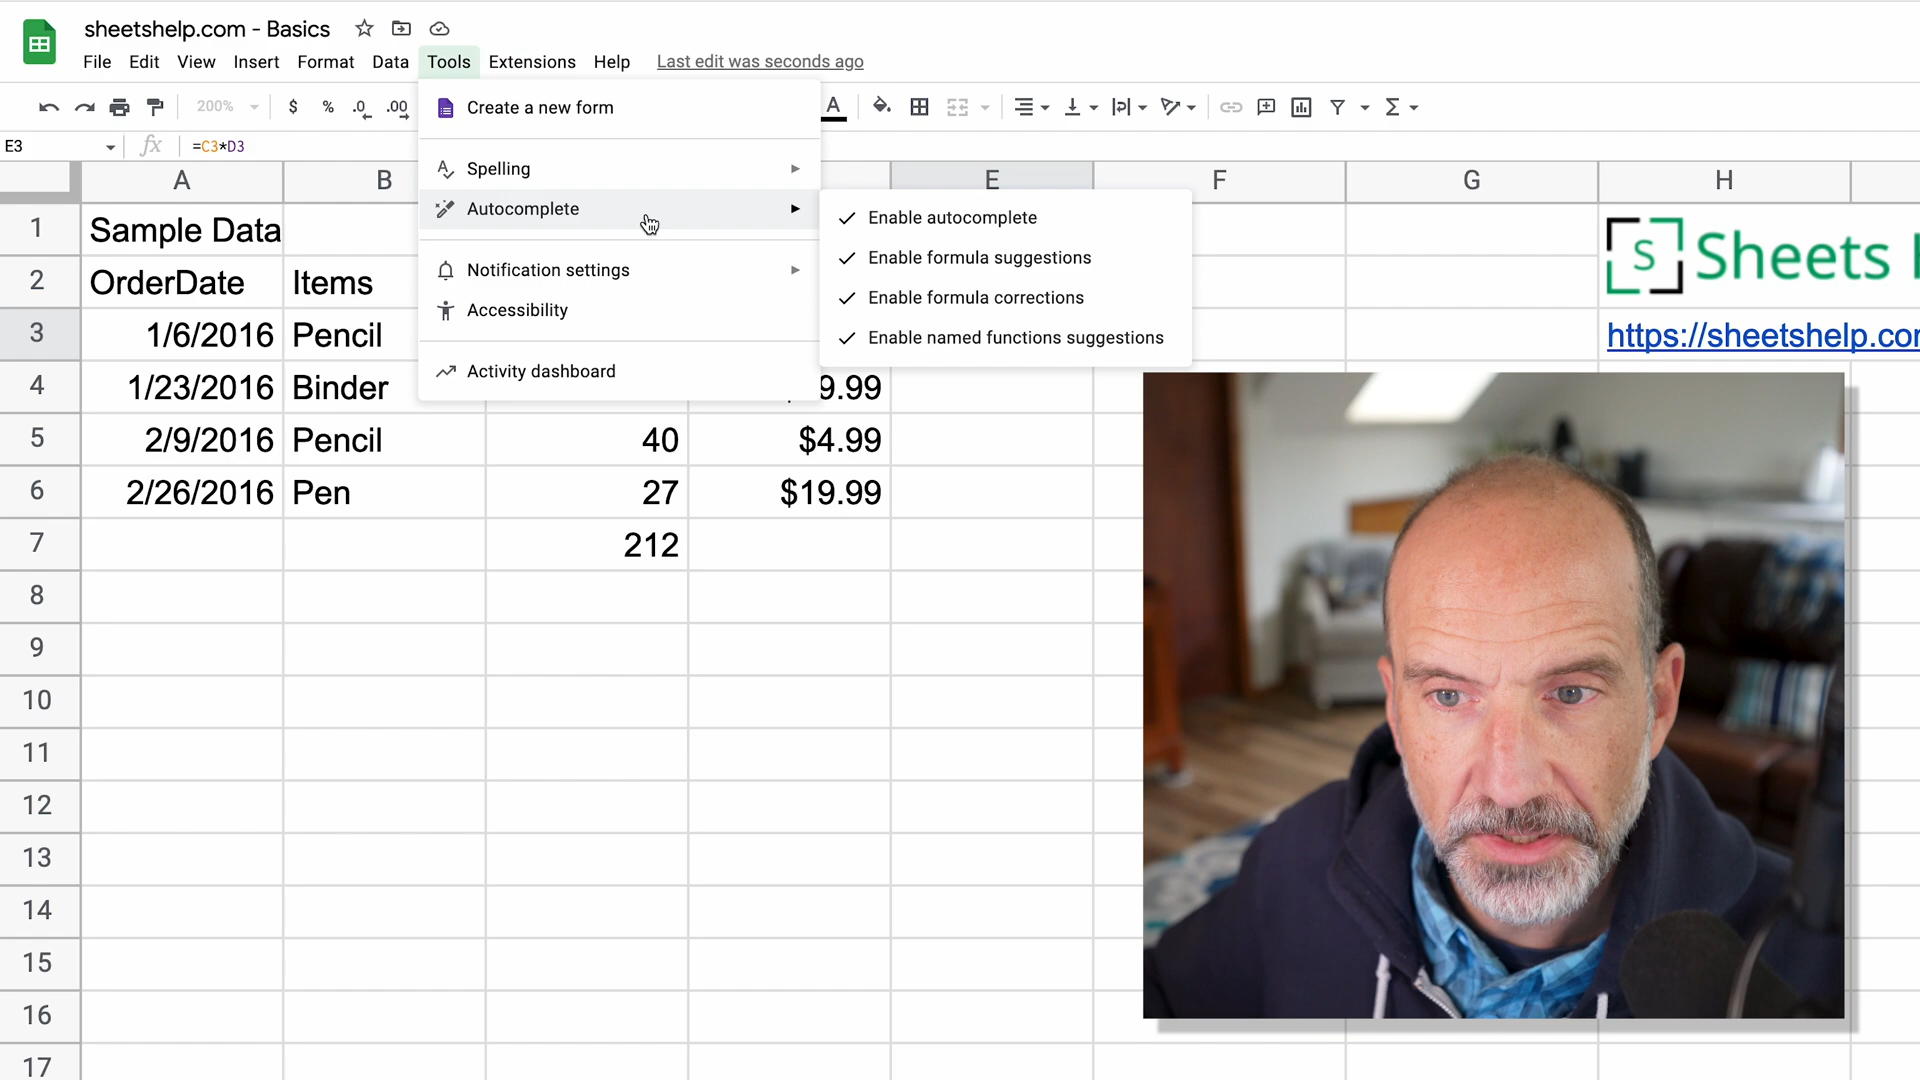 sheetshelp.com - Basics
File Edit View Insert Format Data Tools Extensions Help Last edit was seconds ago
200% $ % .0 .00 A
E3 fx =C3*D3
Create a new form
Spelling
Autocomplete
Notification settings
Accessibility
Activity dashboard
Enable autocomplete
Enable formula suggestions
Enable formula corrections
Enable named functions suggestions
A B E F G H
1 Sample Data S Sheets
2 OrderDate Items
3 1/6/2016 Pencil https://sheetshelp.co
4 1/23/2016 Binder 9.99
5 2/9/2016 Pencil 40 $4.99
6 2/26/2016 Pen 27 $19.99
7 212
8
9
10
11
12
13
14
15
16
17